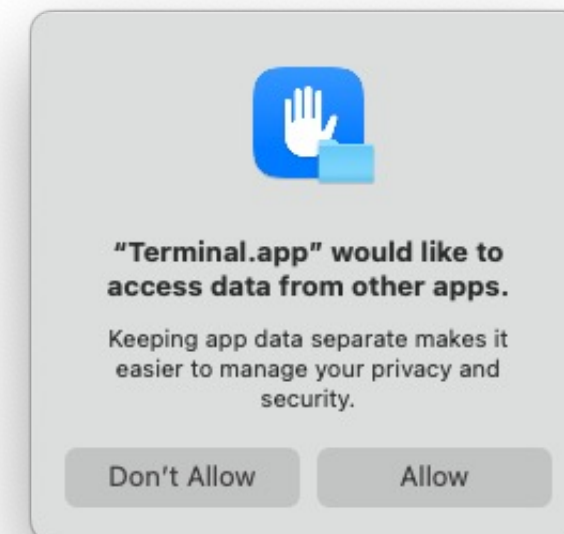 “Terminal.app” would like to
access data from other apps.
Keeping app data separate makes it
easier to manage your privacy and
security.
Don’t Allow
Allow